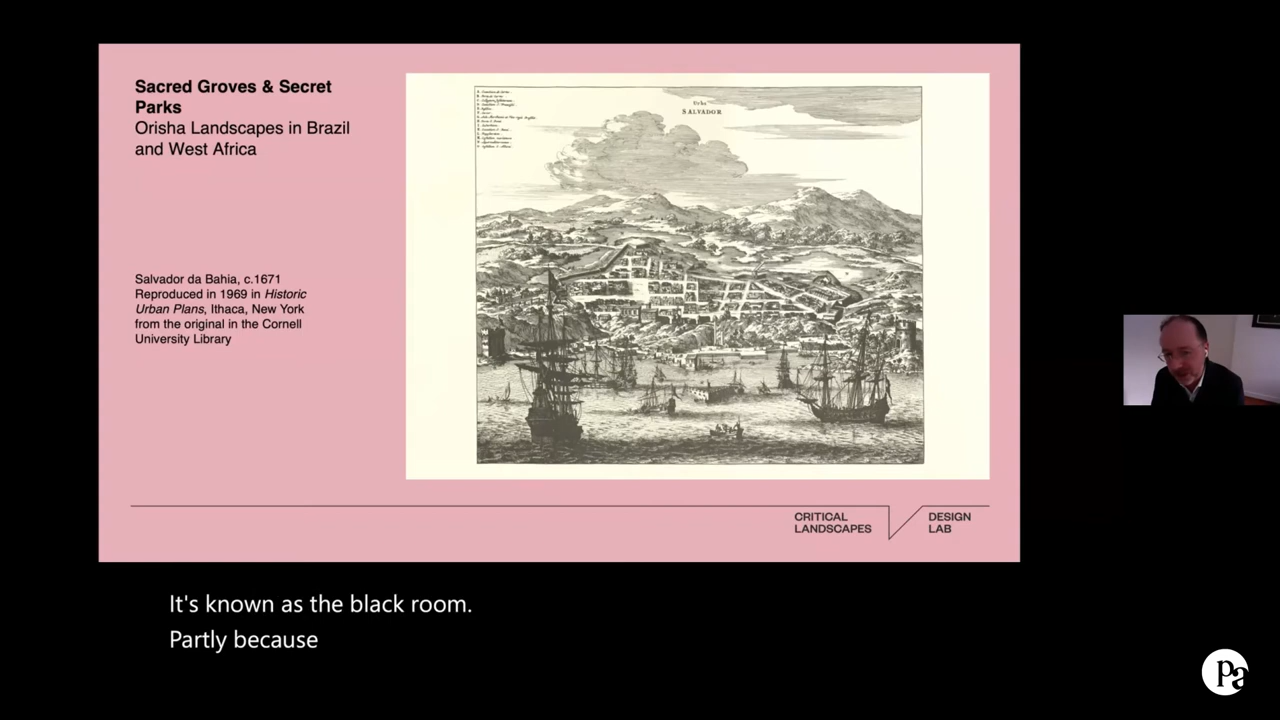 Sacred Groves & Secret
Parks
Orisha Landscapes in Brazil
and West Africa
Salvador da Bahia, c.1671
Reproduced in 1969 in Historic
Urban Plans, Ithaca, New York
from the original in the Cornell
University Library
Urbs
SALVADOR
CRITICAL
LANDSCAPES
DESIGN
LAB
It's known as the black room.
Partly because
pa